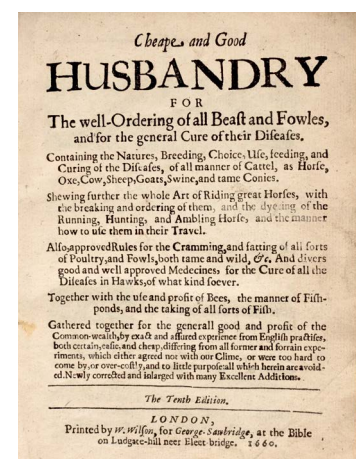 Cheape and Good
HUSBANDRY
FOR
The well-Ordering of all Beaſt and Fowles,
and for the general Cure of their Diſeaſes.
Containing the Natures, Breeding, Choice, Uſe, feeding, and
Curing of the Diſeaſes, of all manner of Cattel, as Horſe,
Oxe, Cow, Sheep, Goats, Swine, and tame Conies.
Shewing further the whole Art of Riding great Horſes, with
the breaking and ordering of them, and the dyeting of the
Running, Hunting, and Ambling Horſe, and the manner
how to uſe them in their Travel.
Alſo, approved Rules for the Cramming, and fatting of all ſorts
of Poultry, and Fowls, both tame and wild, &c. And divers
good and well approved Medecines, for the Cure of all the
Diſeaſes in Hawks, of what kind ſoever.
Together with the uſe and profit of Bees, the manner of Fiſh-
ponds, and the taking of all ſorts of Fiſh.
Gathered together for the generall good and profit of the
Common-wealth, by exact and aſſured experience from Engliſh practiſes,
both certain, eaſie, and cheap, differing from all former and forrain expe-
riments, which either agreed not with our Clime, or were too hard to
come by, or over-coſtly, and to little purpoſe: all which herein are avoid-
ed. Newly corrected and inlarged with many Excellent Additions.
The Tenth Edition.
LONDON,
Printed by W. Wilſon, for George Sawbridge, at the Bible
on Ludgate-hill neer Fleet-bridge. 1660.